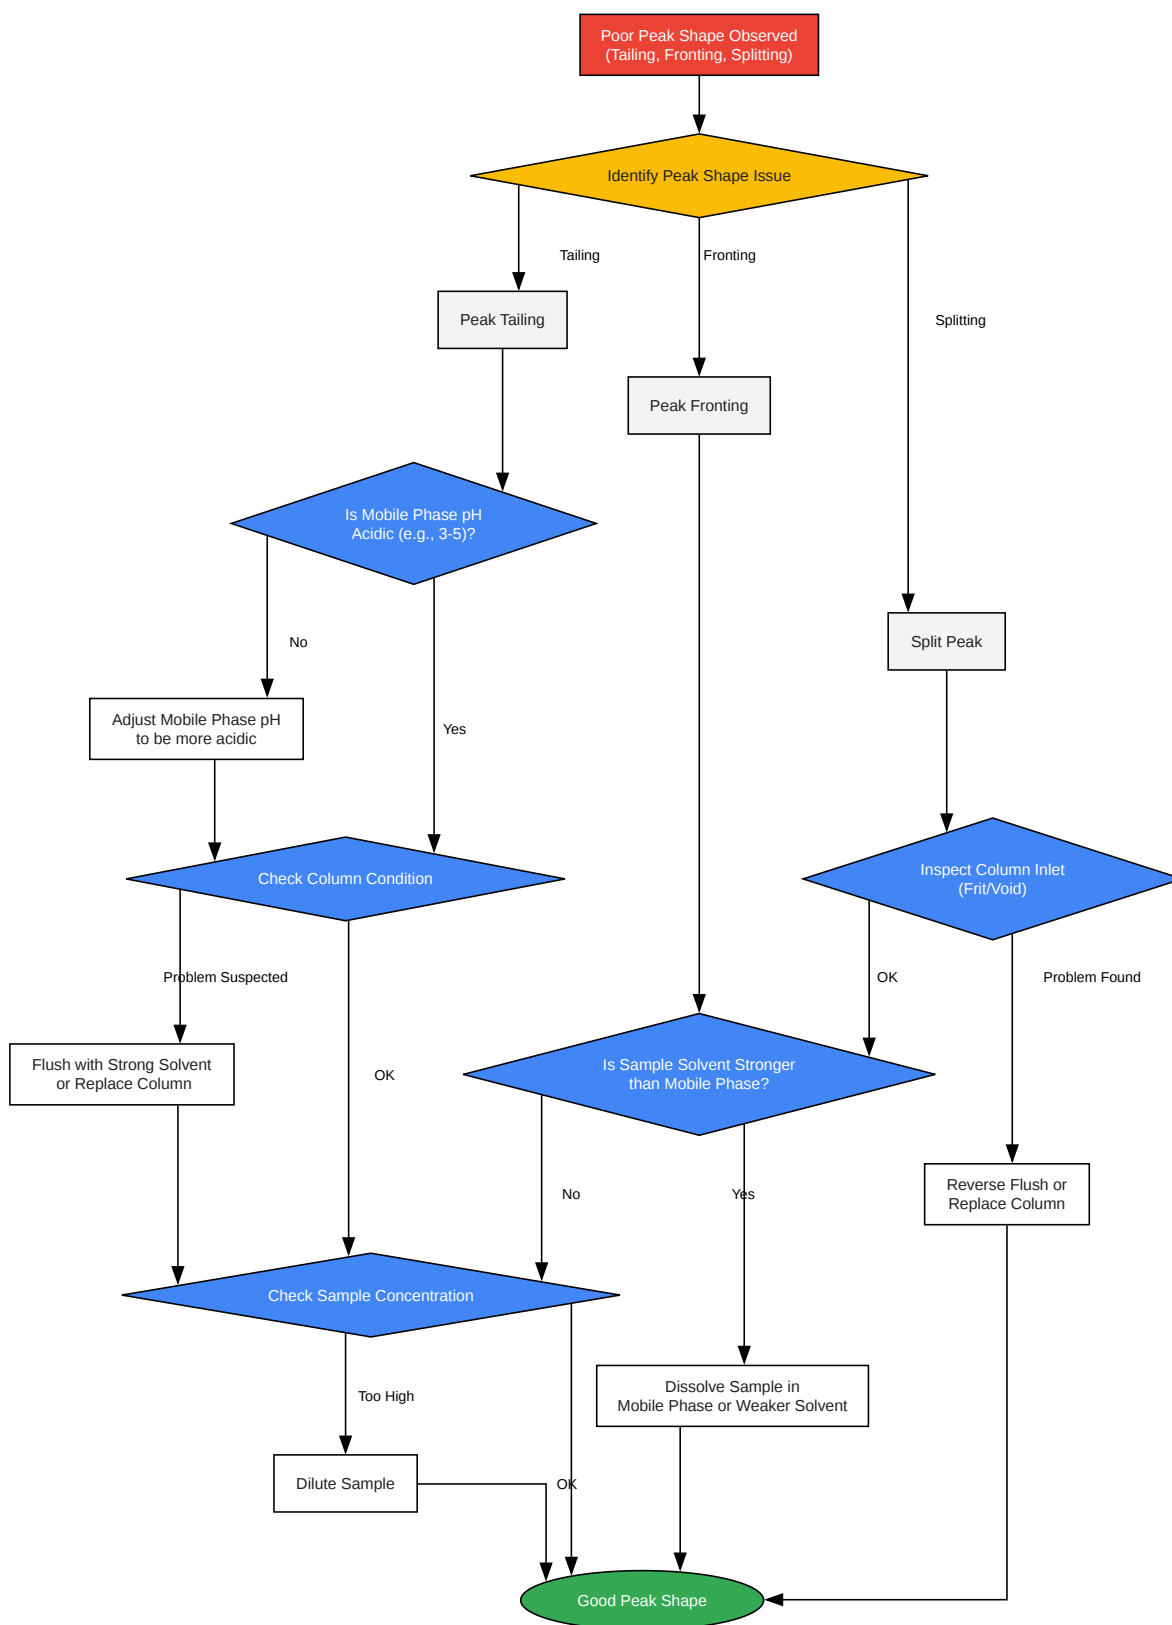 Poor Peak Shape Observed
(Tailing, Fronting, Splitting)
Identify Peak Shape Issue
Tailing
Fronting
Splitting
Peak Tailing
Peak Fronting
Is Mobile Phase pH
Acidic (e.g., 3-5)?
No
Split Peak
Adjust Mobile Phase pH
to be more acidic
Yes
Check Column Condition
Inspect Column Inlet
(Frit/Void)
Problem Suspected
OK
Problem Found
Flush with Strong Solvent
or Replace Column
OK
Is Sample Solvent Stronger
than Mobile Phase?
No
Yes
Reverse Flush or
Replace Column
Check Sample Concentration
Too High
Dissolve Sample in
Mobile Phase or Weaker Solvent
Dilute Sample
OK
Good Peak Shape